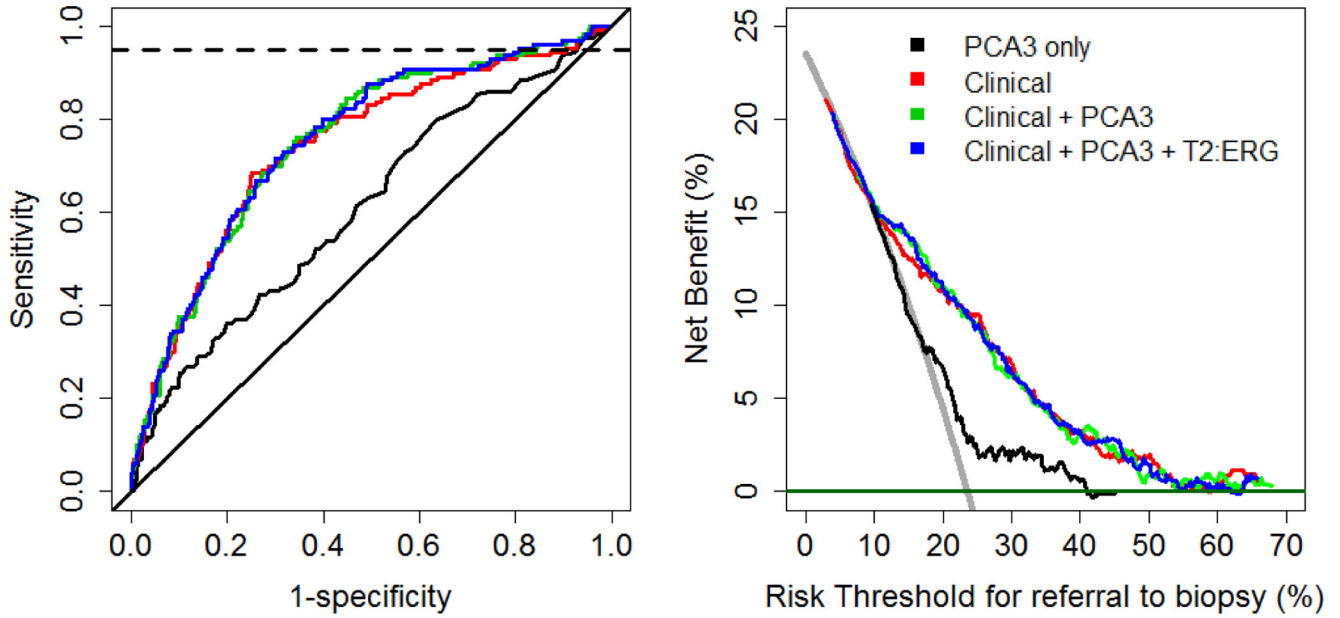 Sensitivity
0.0 0.2 0.4 0.6 0.8 1.0
0.0 0.2 0.4 0.6 0.8 1.0
1-specificity
Net Benefit (%)
0 5 10 15 20 25
PCA3 only
Clinical
Clinical + PCA3
Clinical + PCA3 + T2:ERG
0 10 20 30 40 50 60 70
Risk Threshold for referral to biopsy (%)